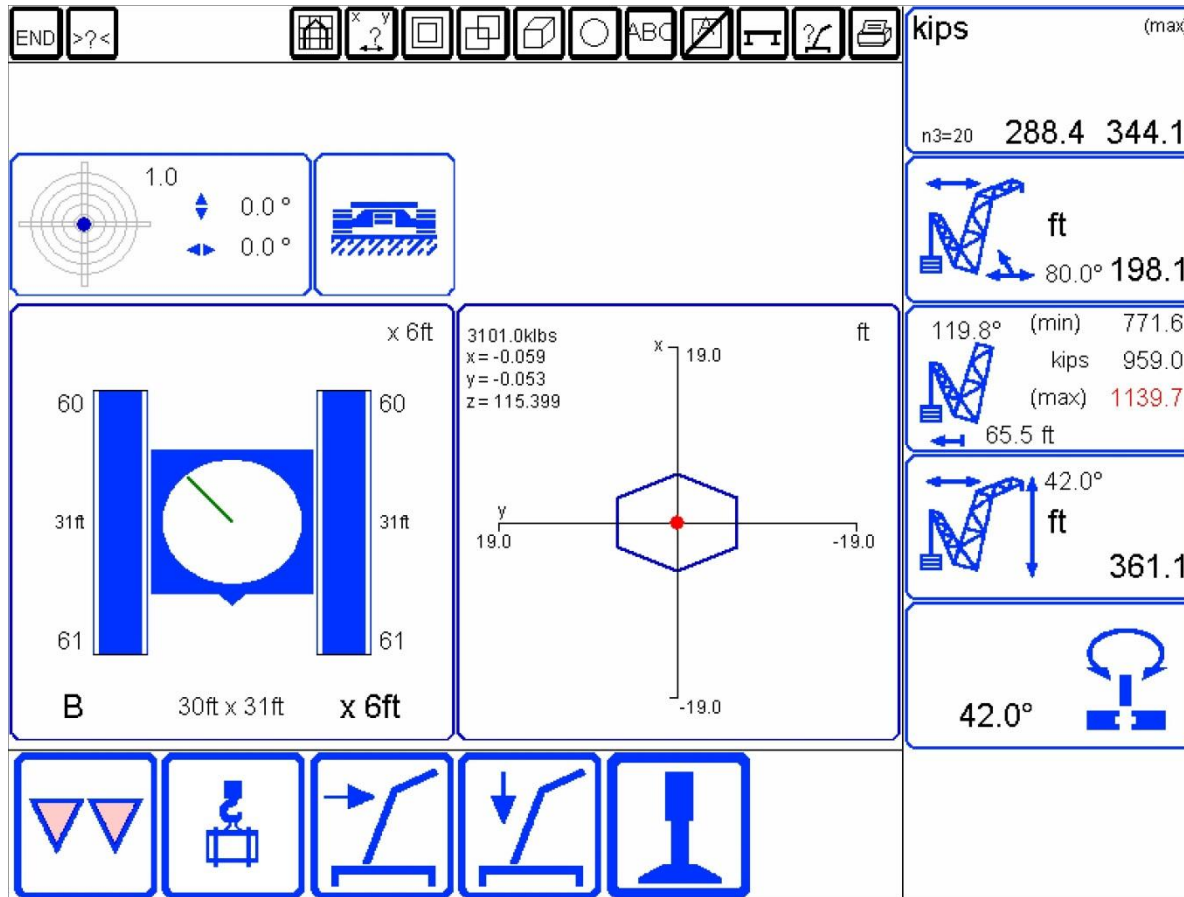 END >?< x y ? ABC A ?
kips (max)
n3=20 288.4 344.1
1.0
0.0 °
0.0 °
ft
80.0° 198.1
x 6ft
60 60
31ft 31ft
61 61
B 30ft x 31ft x 6ft
3101.0klbs
x = -0.059
y = -0.053
z = 115.399
ft
x 19.0
y
19.0 -19.0
-19.0
119.8° (min) 771.6
kips 959.0
(max) 1139.7
65.5 ft
42.0°
ft
361.1
42.0°